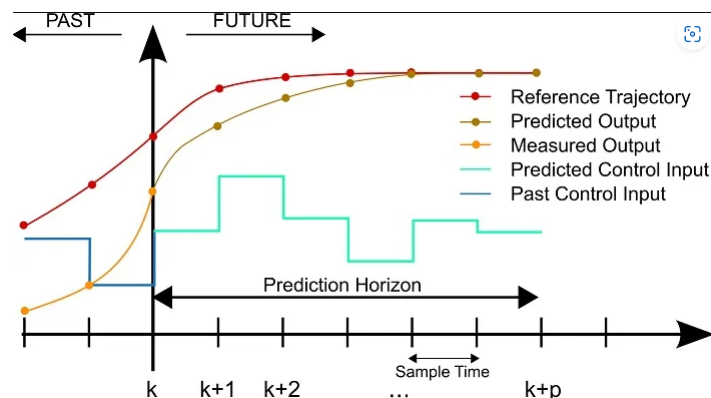 PAST
FUTURE
Reference Trajectory
Predicted Output
Measured Output
Predicted Control Input
Past Control Input
Prediction Horizon
Sample Time
k
k+1
k+2
...
k+p